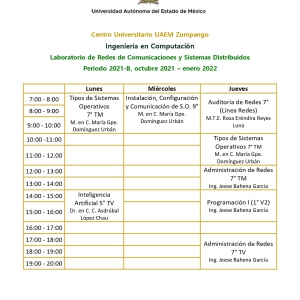 Universidad Autónoma del Estado de México
Centro Universitario UAEM Zumpango
Ingeniería en Computación
Laboratorio de Redes de Comunicaciones y Sistemas Distribuidos
Periodo 2021-B, octubre 2021 – enero 2022
Lunes Miércoles Jueves
7:00 - 8:00
8:00 - 9:00
9:00 - 10:00
Tipos de Sistemas
Operativos
7° TM
M. en C. María Gpe.
Domínguez Urbán
Instalación, Configuración
y Comunicación de S.O. 9°
M. en C. María Gpe.
Domínguez Urbán
Auditoria de Redes 7°
(Línea Redes)
M.T.E. Rosa Eréndira Reyes
Luna
10:00 -11:00
11:00 - 12:00
Tipos de Sistemas
Operativos 7° TM
M. en C. María Gpe.
Domínguez Urbán
12:00 - 13:00
13:00 - 14:00
Administración de Redes
7° TM
Ing. Jeese Bahena García
14:00 - 15:00
15:00 - 16:00
Inteligencia
Artificial 5° TV
Dr. en C. C. Asdrúbal
López Chau
Programación I (1° V2)
Ing. Jeese Bahena García
16:00 - 17:00
17:00 - 18:00
18:00 - 19:00
19:00 - 20:00
Administración de Redes
7° TV
Ing. Jeese Bahena García